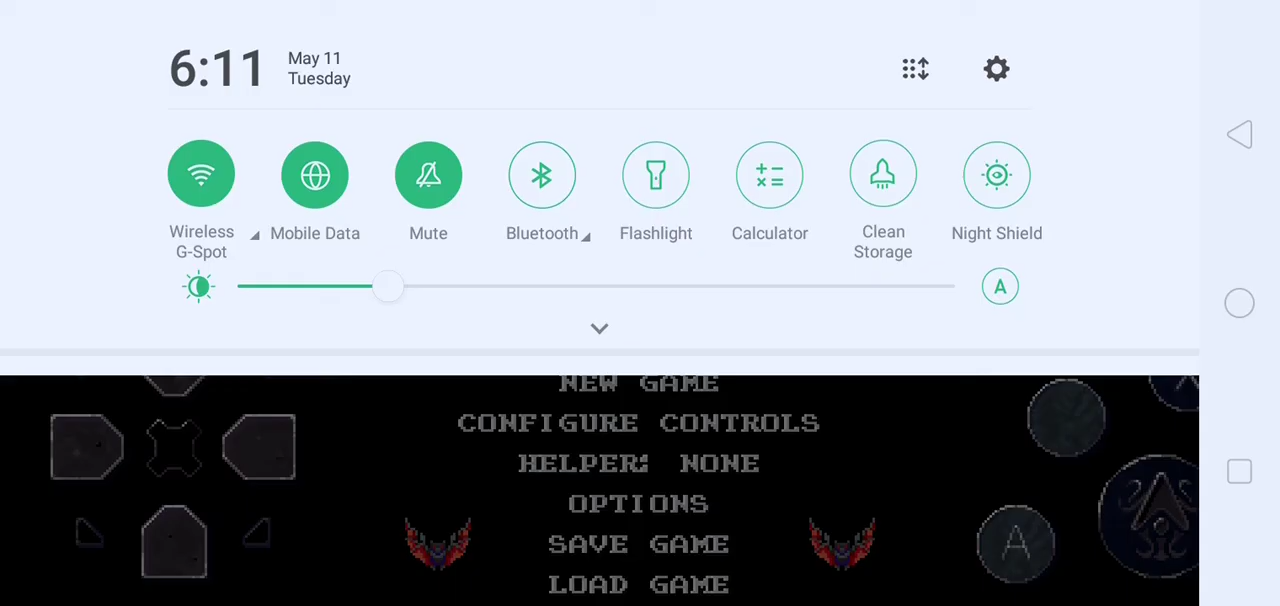 6:11
May 11
Tuesday
A
Wireless
G-Spot
Mobile Data
Mute
Bluetooth
Flashlight
Calculator
Clean
Storage
Night Shield
NEW GAME
CONFIGURE CONTROLS
HELPER: NONE
OPTIONS
SAVE GAME
LOAD GAME
A